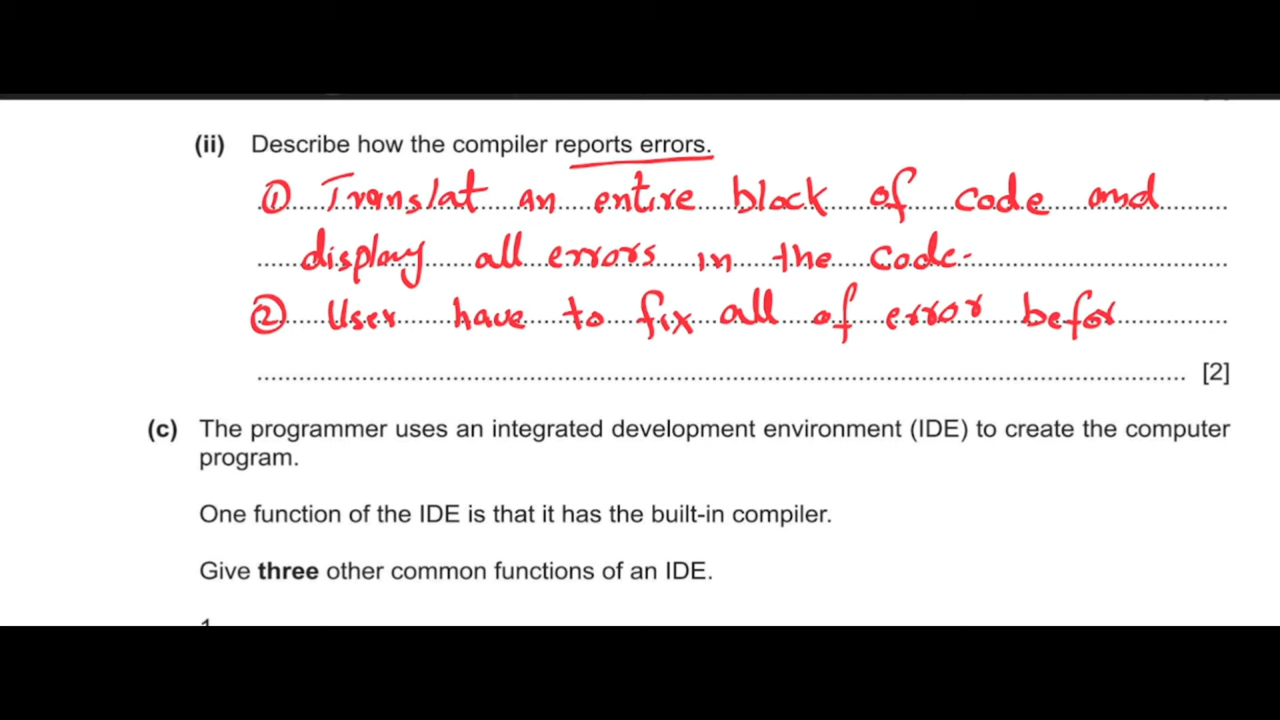 (ii) Describe how the compiler reports errors.
① Translat an entire block of code and
display all errors in the code.
② User have to fix all of error befor
[2]
(c) The programmer uses an integrated development environment (IDE) to create the computer
program.
One function of the IDE is that it has the built-in compiler.
Give three other common functions of an IDE.
1